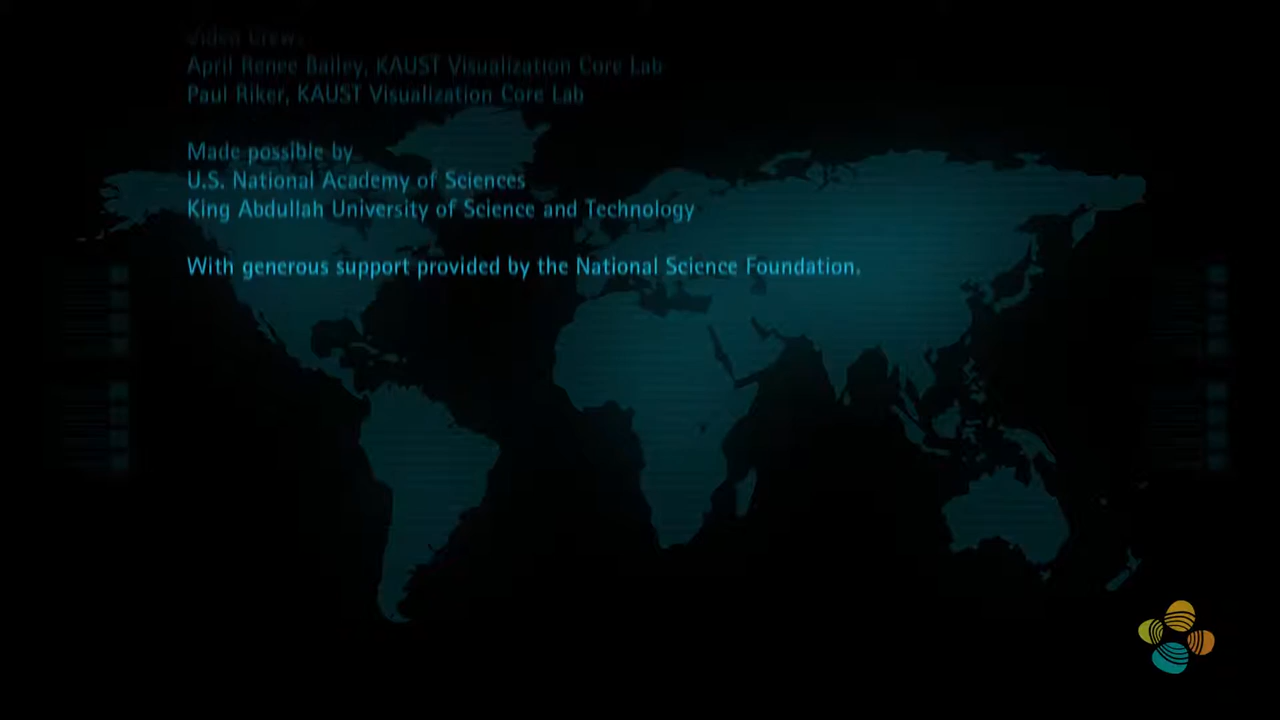 Video Crew:
April Renee Bailey, KAUST Visualization Core Lab
Paul Riker, KAUST Visualization Core Lab
Made possible by
U.S. National Academy of Sciences
King Abdullah University of Science and Technology
With generous support provided by the National Science Foundation.